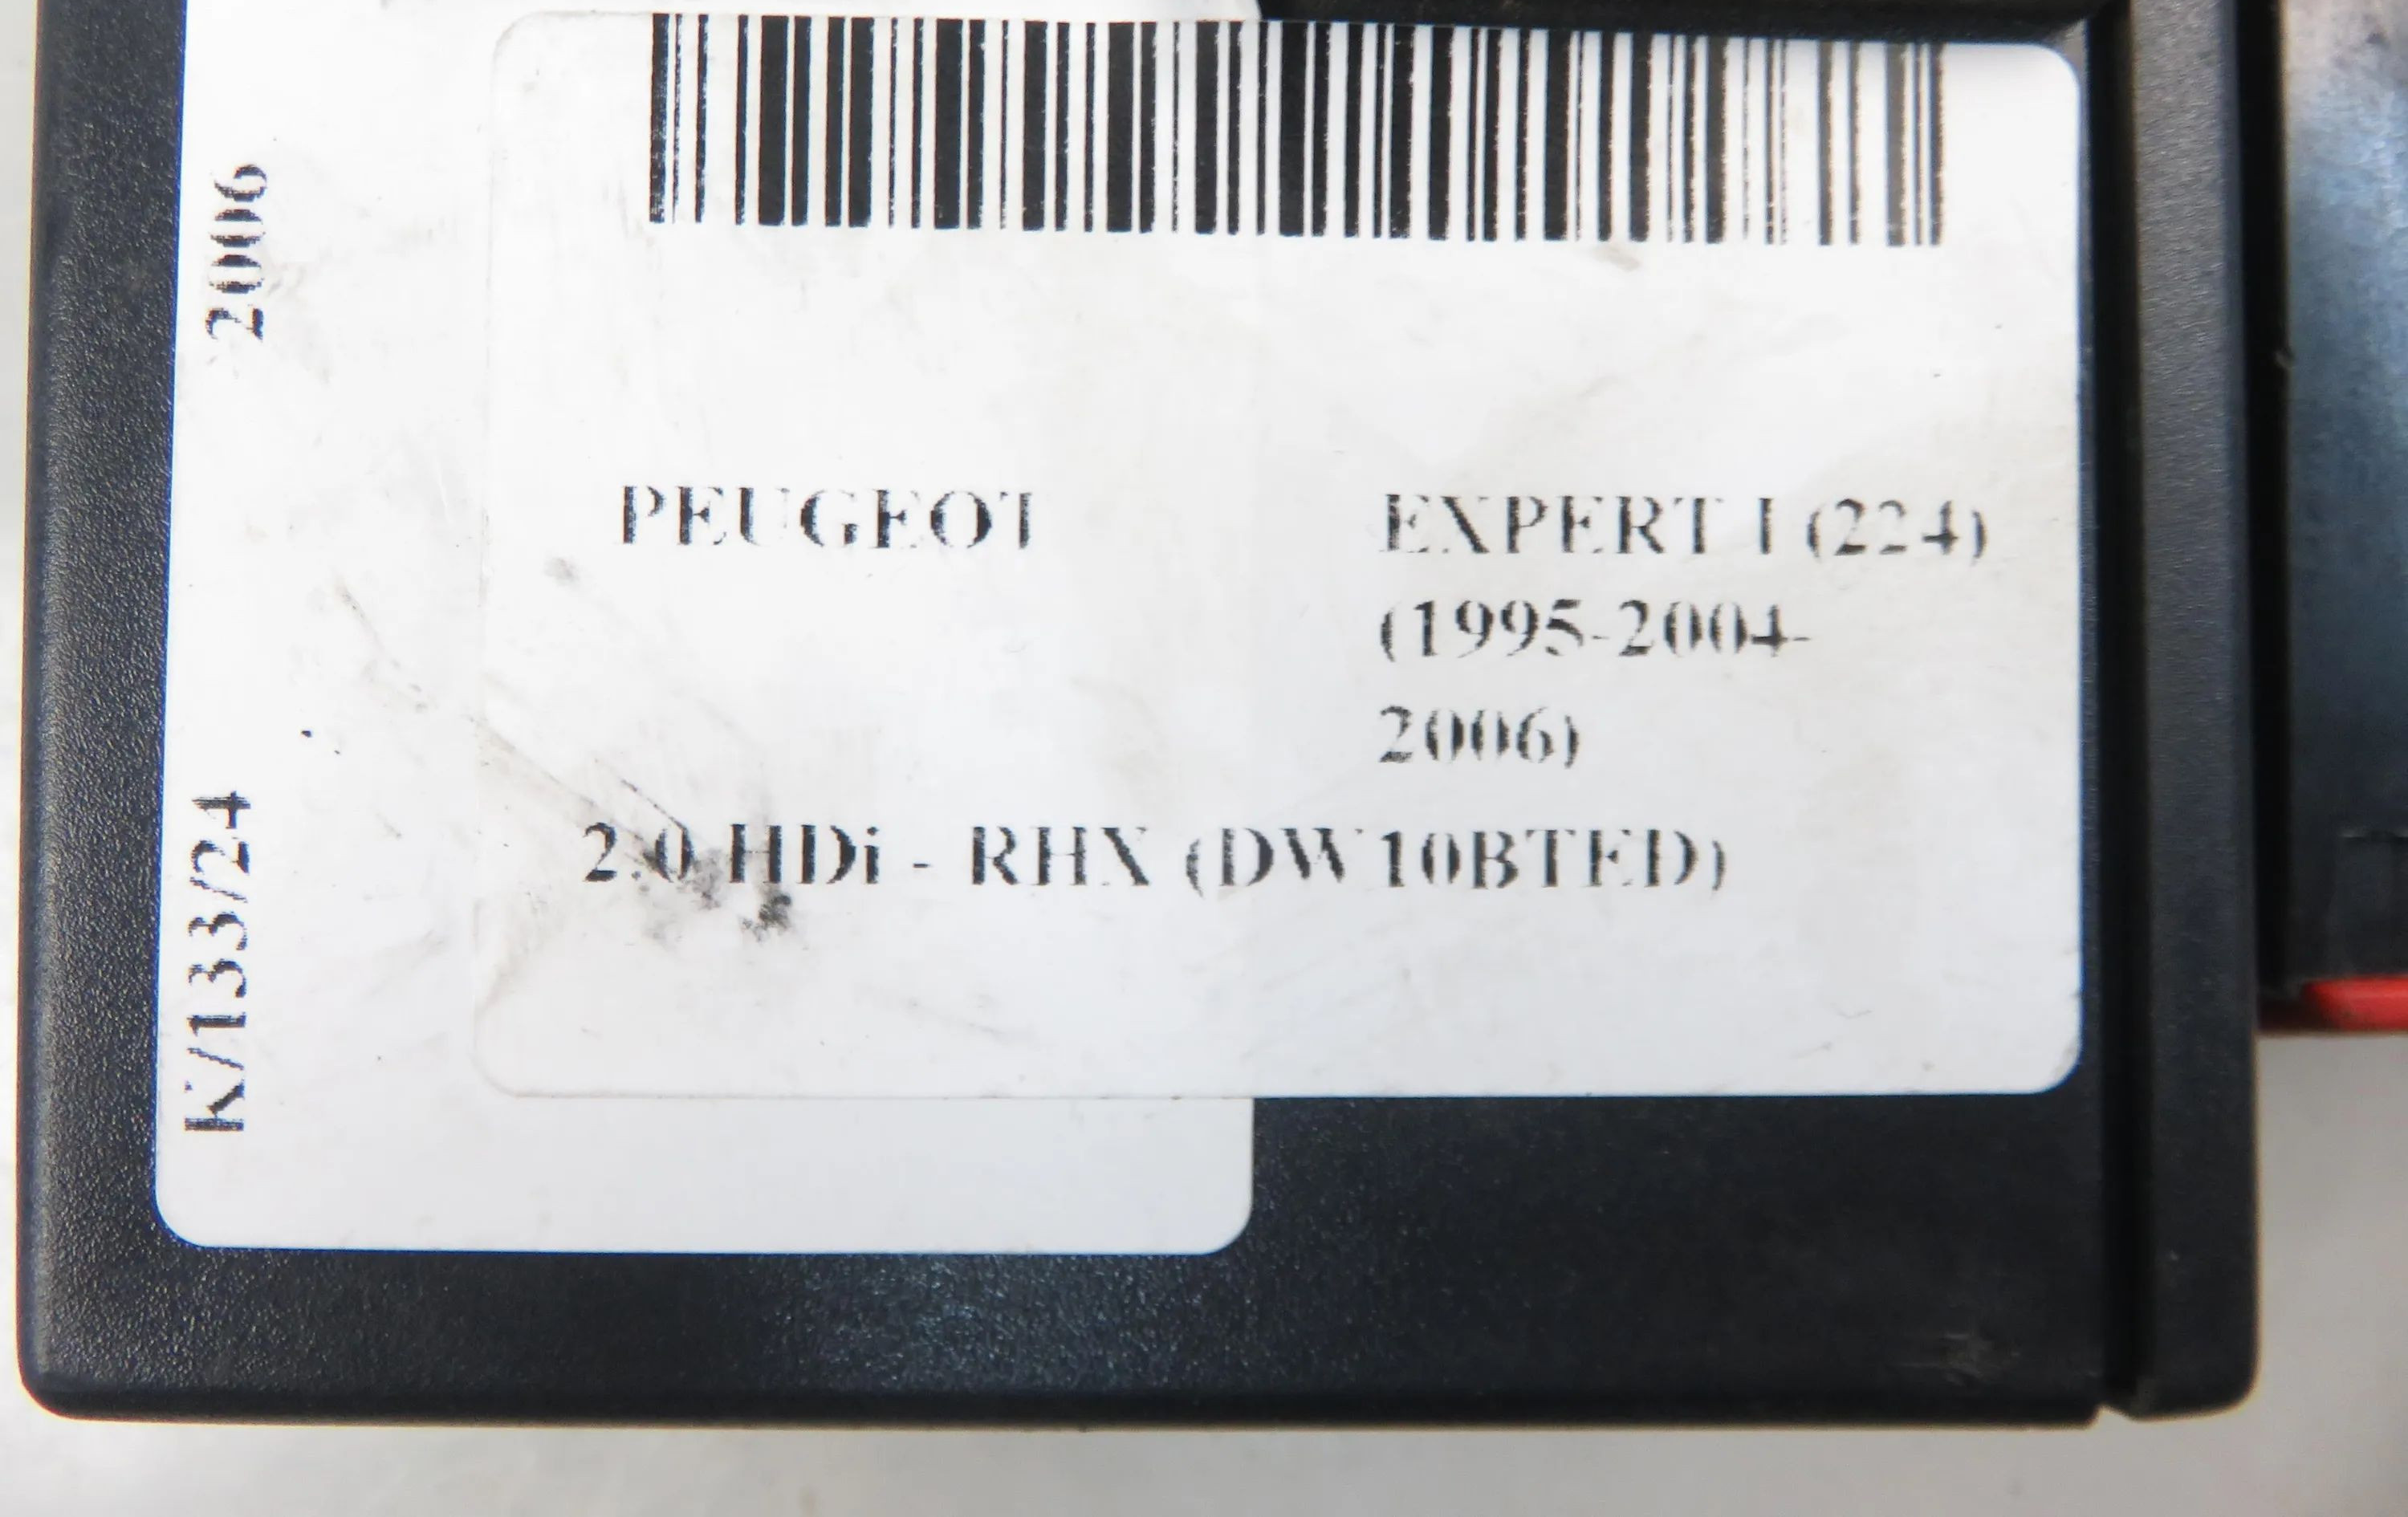 2006
K/133/24
PEUGEOT
EXPERT I (224)
(1995-2004-
2006)
2.0 HDi - RHX (DW10BTED)